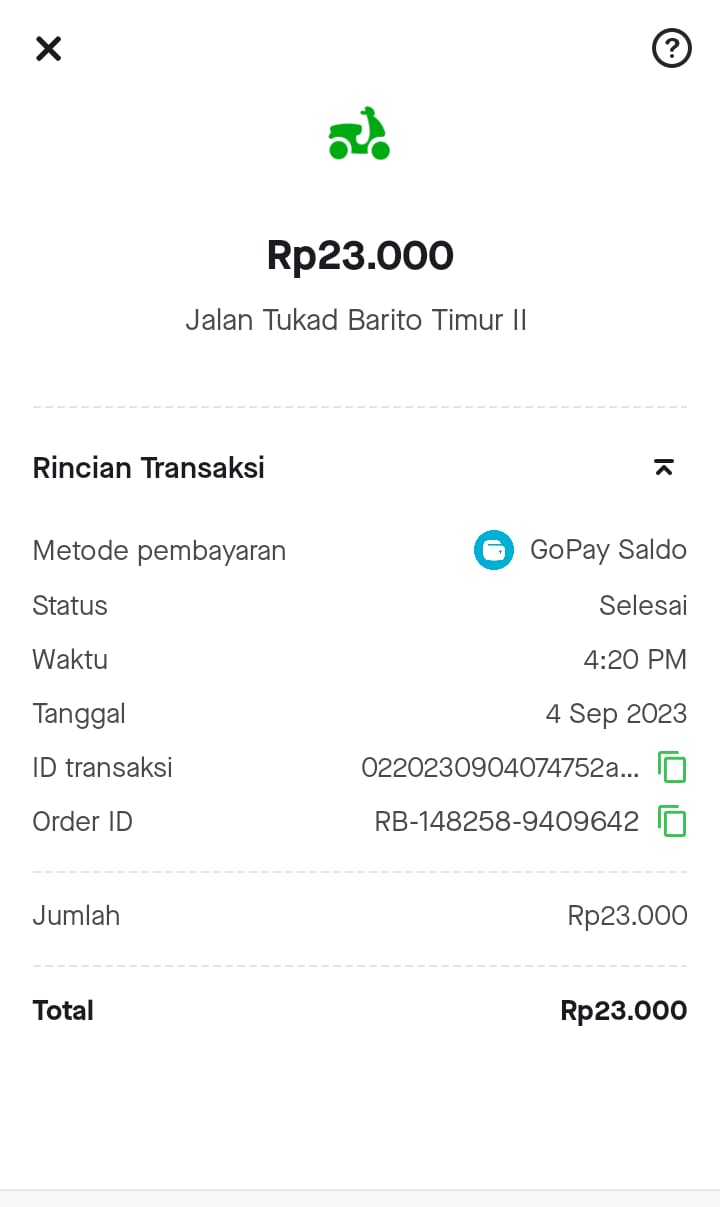 Rp23.000
Jalan Tukad Barito Timur II
Rincian Transaksi
Metode pembayaran GoPay Saldo
Status Selesai
Waktu 4:20 PM
Tanggal 4 Sep 2023
ID transaksi 0220230904074752a...
Order ID RB-148258-9409642
Jumlah Rp23.000
Total Rp23.000